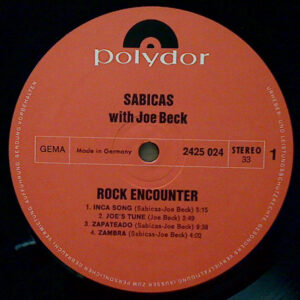 polydor
SABICAS
with Joe Beck
GEMA
Made in Germany
2425 024
STEREO
33
1
ROCK ENCOUNTER
1. INCA SONG (Sabicas-Joe Beck) 5:15
2. JOE'S TUNE (Joe Beck) 3:49
3. ZAPATEADO (Sabicas-Joe Beck) 9:38
4. ZAMBRA (Sabicas-Joe Beck) 4:00